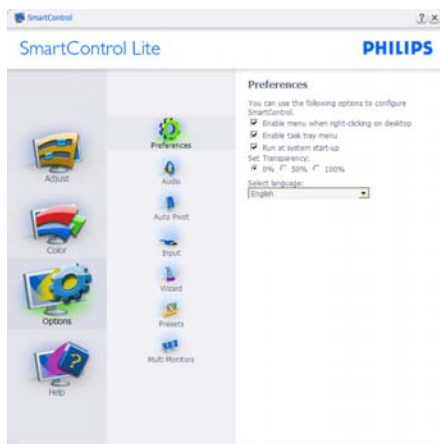 SmartControl
? x
SmartControl Lite
PHILIPS
Adjust
Color
Options
Help
Preferences
Audio
Auto Pivot
Input
Wizard
Presets
Multi Monitors
Preferences
You can use the following options to configure
SmartControl.
Enable menu when right-clicking on desktop
Enable task tray menu
Run at system start-up
Set Transparency:
0% 50% 100%
Select language:
English